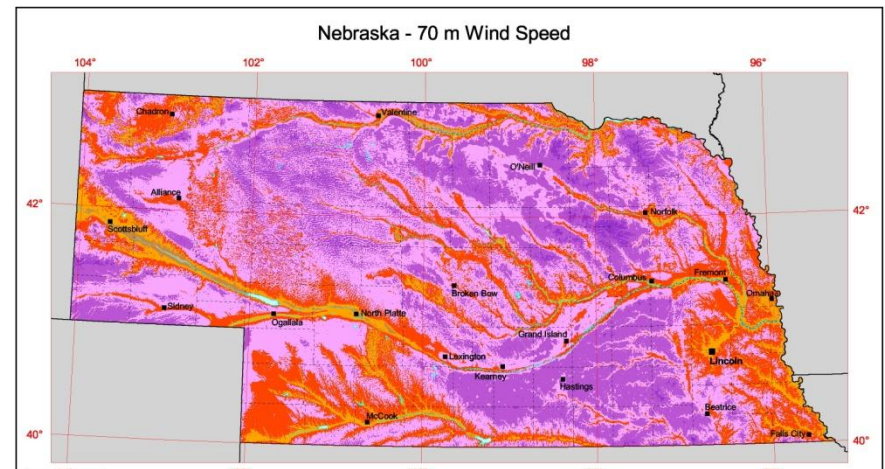 Nebraska - 70 m Wind Speed
104°
102°
100°
98°
96°
Chadron
Valentine
O'Neill
Alliance
42°
42°
Scottsbluff
Norfolk
Columbus
Fremont
Broken Bow
Omaha
Sidney
Ogallala
North Platte
Grand Island
Lexington
Lincoln
Kearney
Hastings
McCook
Beatrice
Falls City
40°
40°